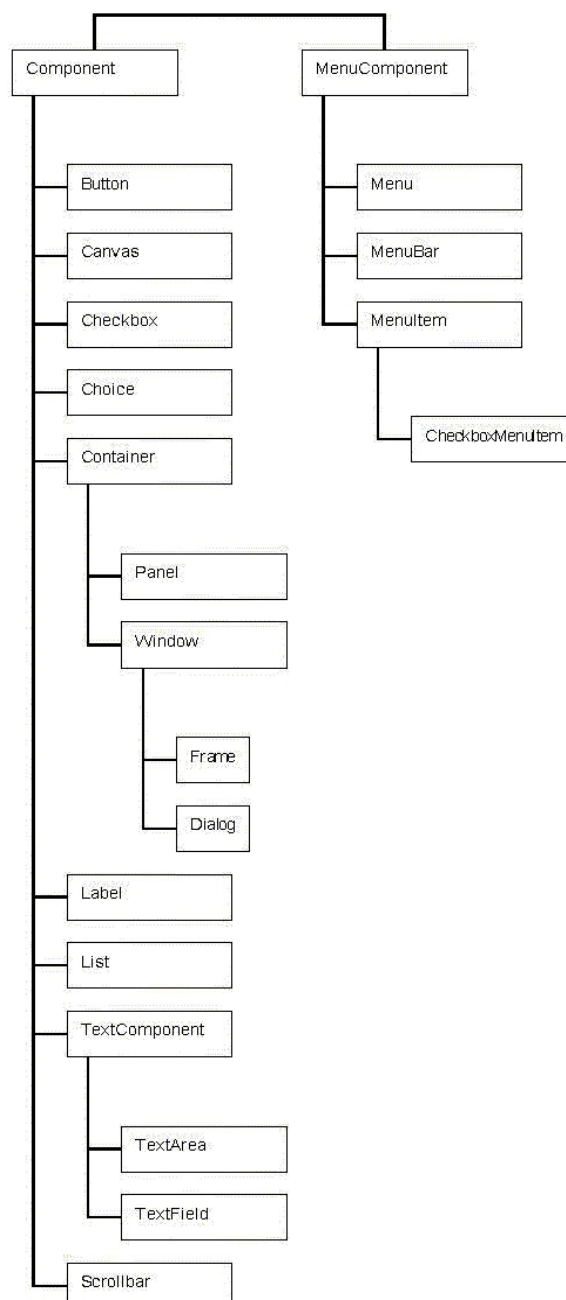 Component
MenuComponent
Button
Menu
Canvas
MenuBar
Checkbox
MenuItem
Choice
CheckboxMenuItem
Container
Panel
Window
Frame
Dialog
Label
List
TextComponent
TextArea
TextField
Scrollbar